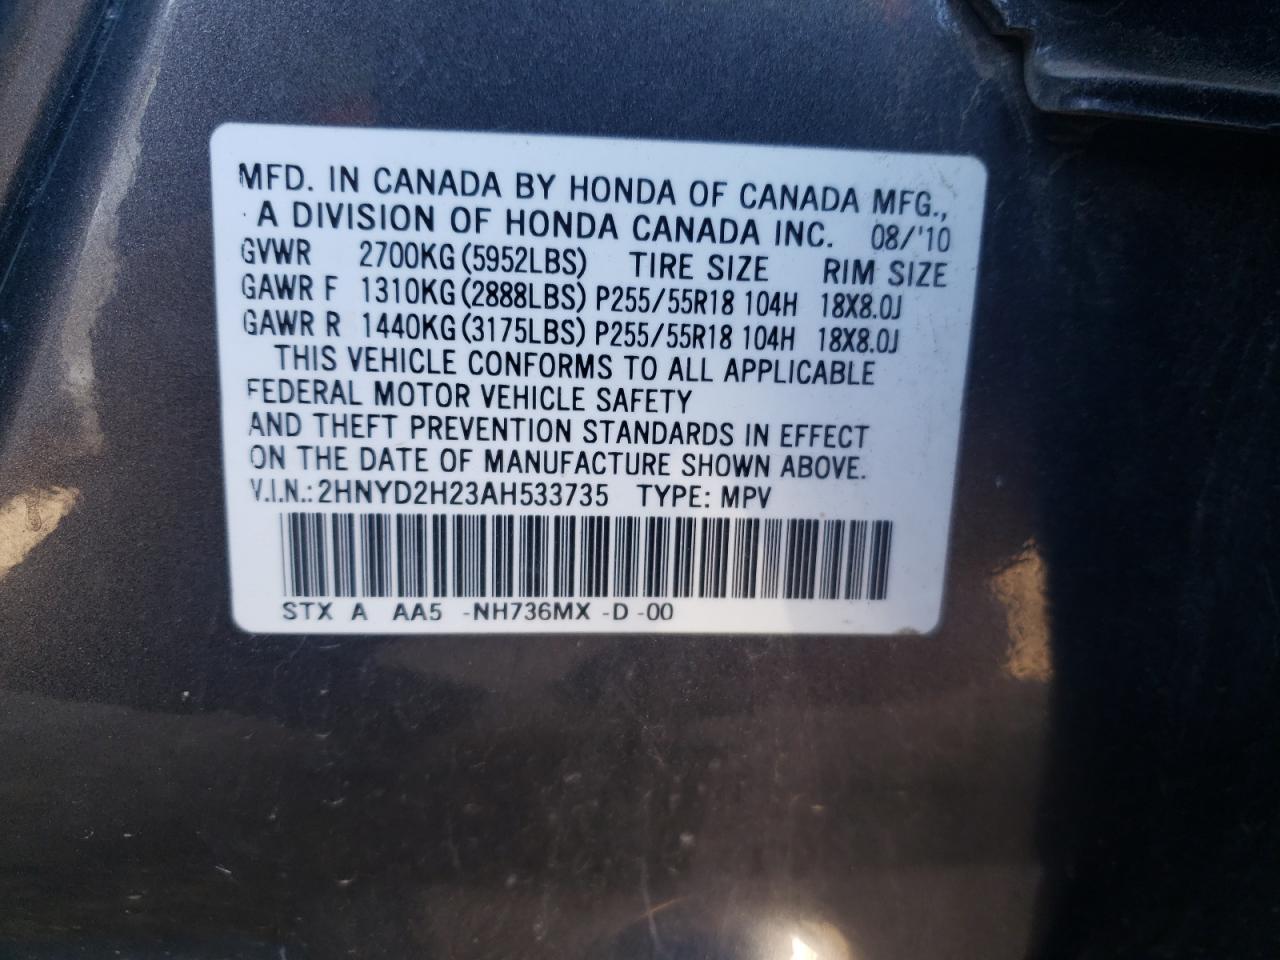 MFD. IN CANADA BY HONDA OF CANADA MFG.,
A DIVISION OF HONDA CANADA INC. 08/'10
GVWR 2700KG (5952LBS) TIRE SIZE RIM SIZE
GAWR F 1310KG (2888LBS) P255/55R18 104H 18X8.0J
GAWR R 1440KG (3175LBS) P255/55R18 104H 18X8.0J
THIS VEHICLE CONFORMS TO ALL APPLICABLE
FEDERAL MOTOR VEHICLE SAFETY
AND THEFT PREVENTION STANDARDS IN EFFECT
ON THE DATE OF MANUFACTURE SHOWN ABOVE.
V.I.N.: 2HNYD2H23AH533735 TYPE: MPV
STX A AA5 -NH736MX -D -00